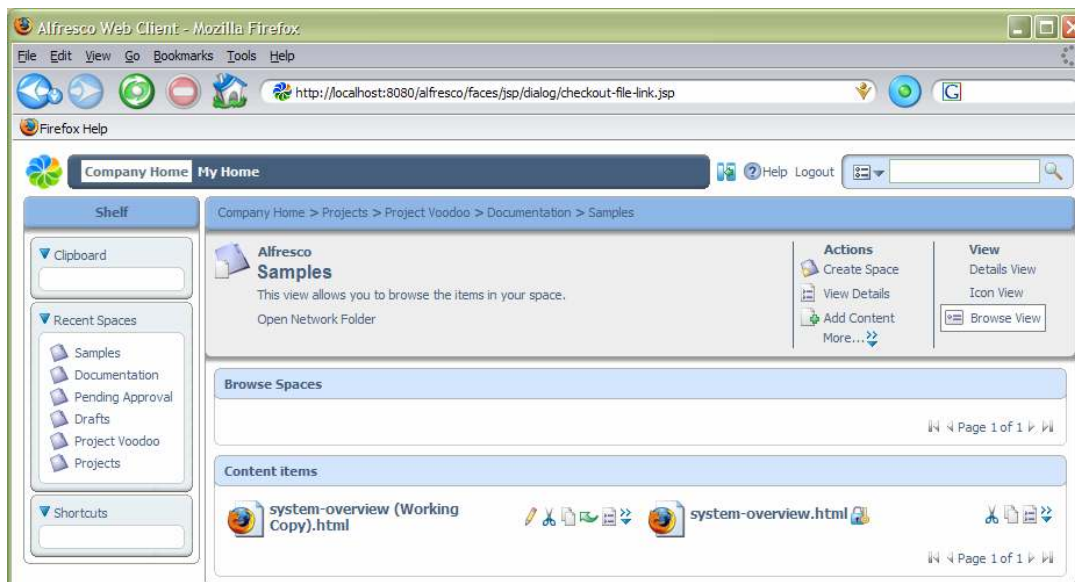 Alfresco Web Client - Mozilla Firefox
File Edit View Go Bookmarks Tools Help
http://localhost:8080/alfresco/faces/jsp/dialog/checkout-file-link.jsp
G
Firefox Help
Company Home My Home
Help Logout
Shelf
Company Home > Projects > Project Voodoo > Documentation > Samples
Clipboard
Recent Spaces
Samples
Documentation
Pending Approval
Drafts
Project Voodoo
Projects
Shortcuts
Alfresco
Samples
This view allows you to browse the items in your space.
Open Network Folder
Actions
Create Space
View Details
Add Content
More...
View
Details View
Icon View
Browse View
Browse Spaces
Page 1 of 1
Content items
system-overview (Working
Copy).html
system-overview.html
Page 1 of 1